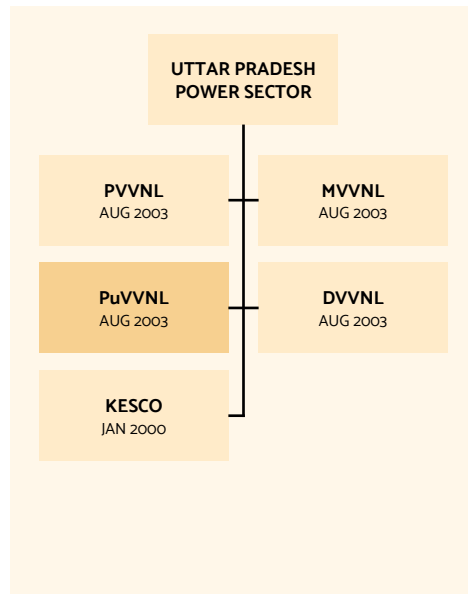 UTTAR PRADESH
POWER SECTOR
PVVNL
AUG 2003
MVVNL
AUG 2003
PuVVNL
AUG 2003
DVVNL
AUG 2003
KESCO
JAN 2000